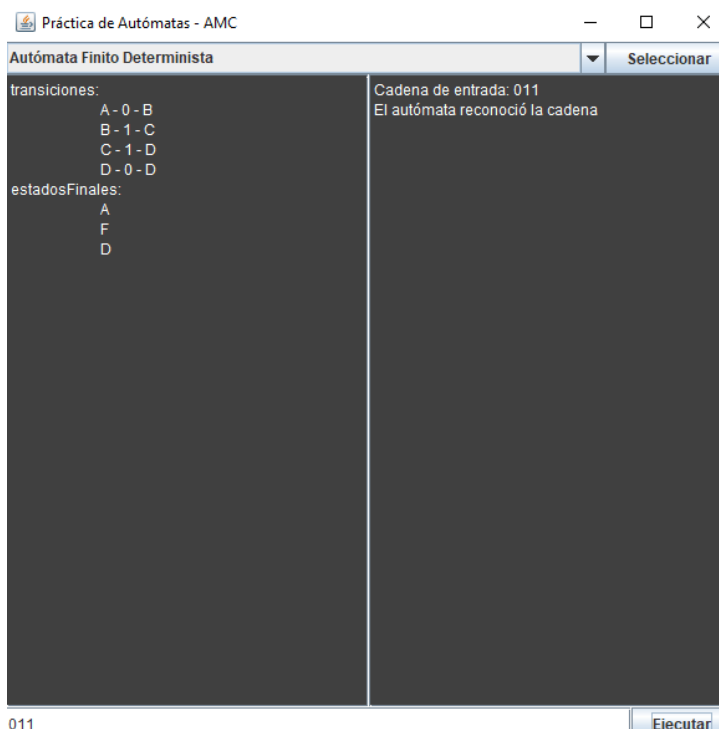 Práctica de Autómatas - AMC
Autómata Finito Determinista
Seleccionar
transiciones:
A - 0 - B
B - 1 - C
C - 1 - D
D - 0 - D
estadosFinales:
A
F
D
Cadena de entrada: 011
El autómata reconoció la cadena
011
Ejecutar